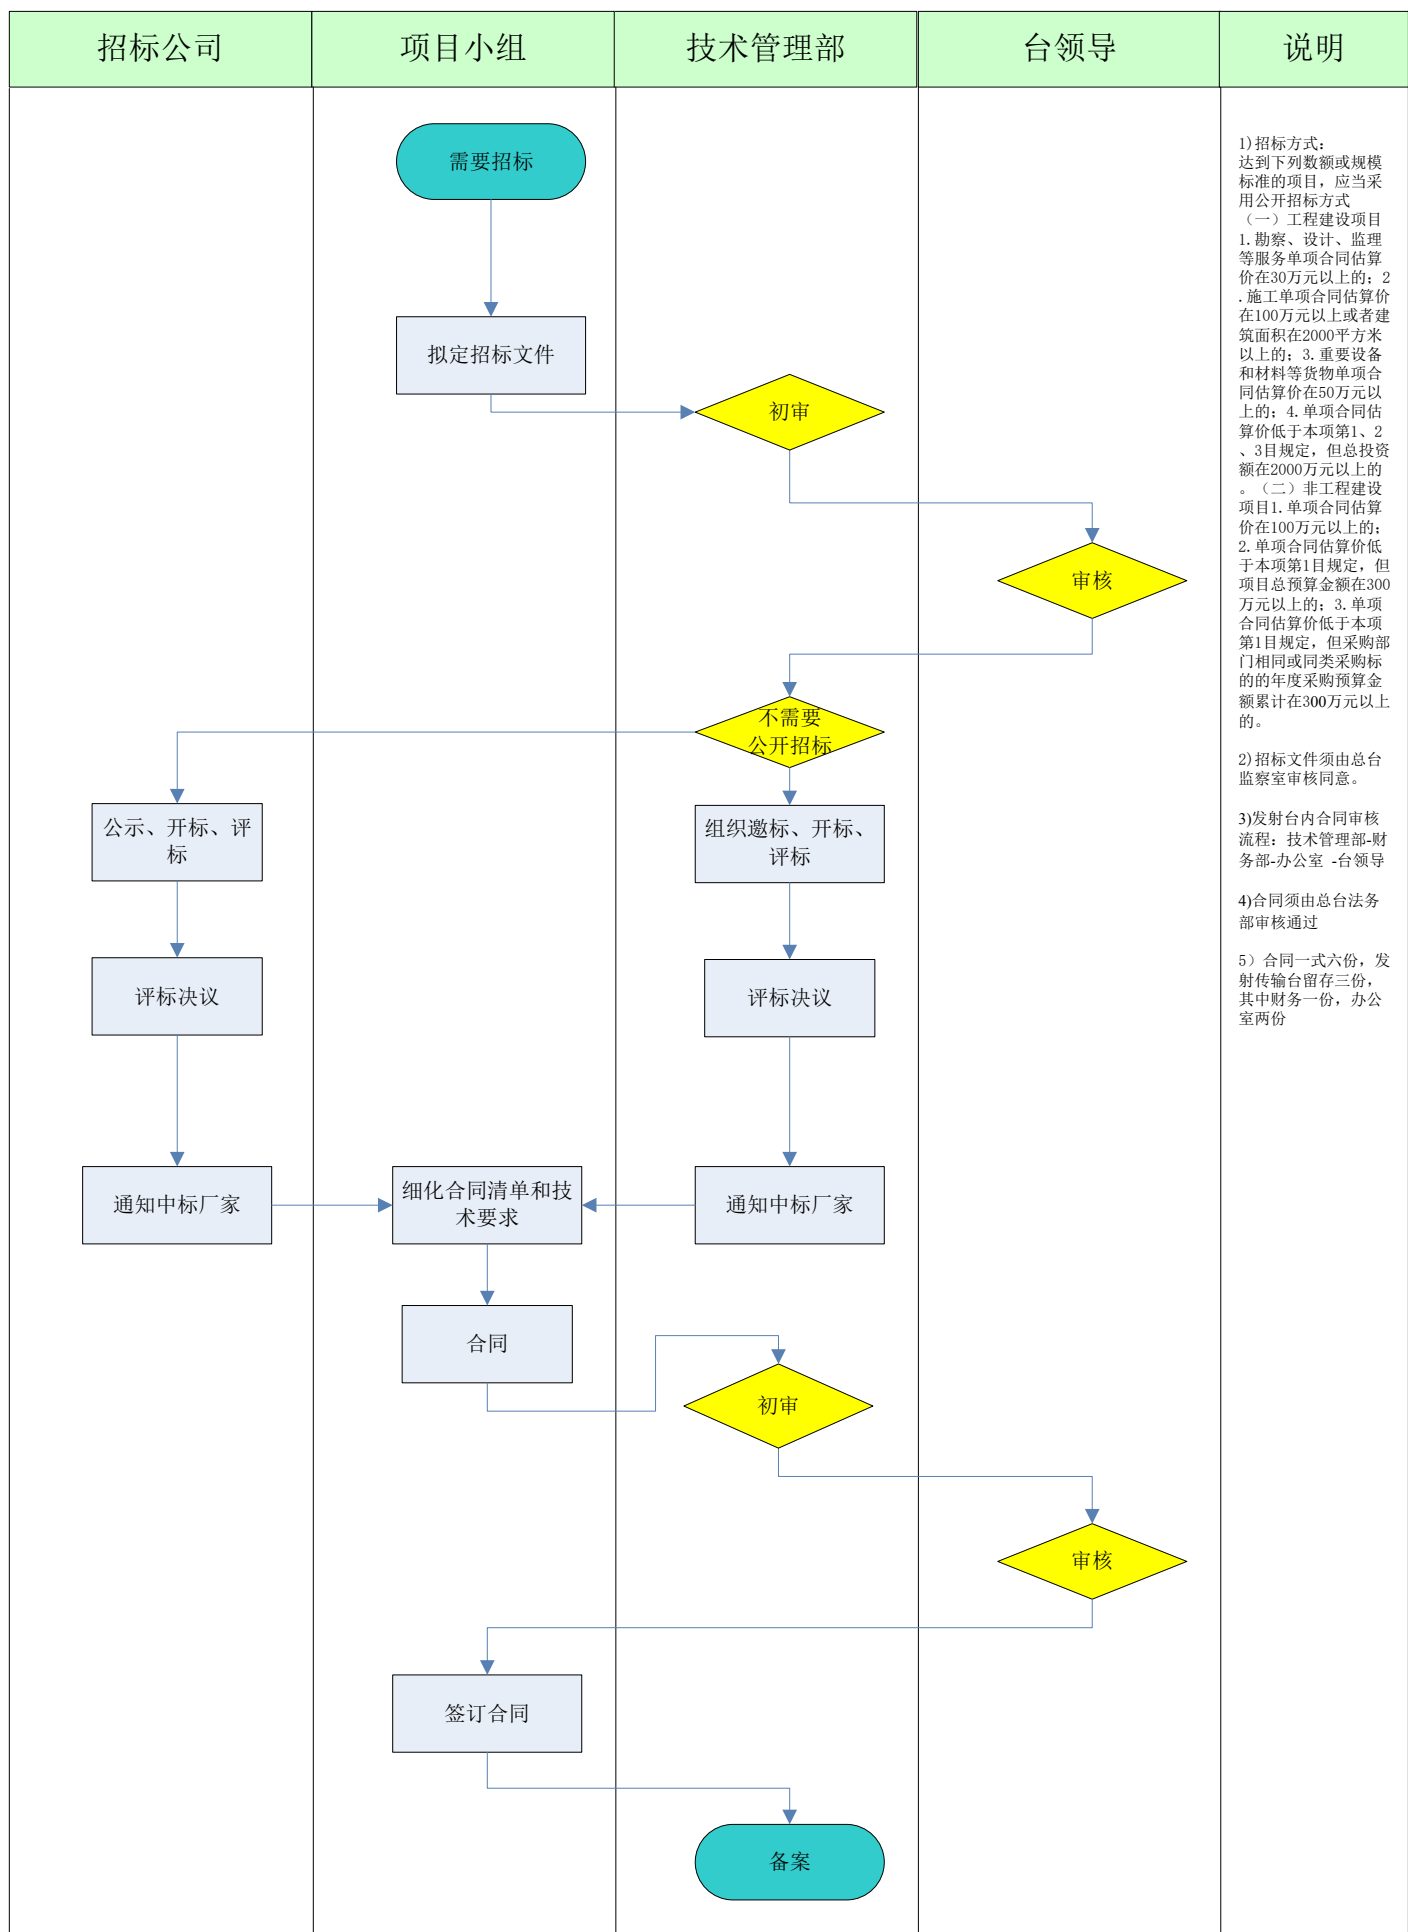 招标公司
项目小组
技术管理部
台领导
说明
需要招标
拟定招标文件
初审
审核
不需要
公开招标
公示、开标、评
标
组织邀标、开标、
评标
评标决议
评标决议
通知中标厂家
细化合同清单和技
术要求
通知中标厂家
合同
初审
审核
签订合同
备案
1)招标方式：
达到下列数额或规模
标准的项目，应当采
用公开招标方式
（一）工程建设项目
1.勘察、设计、监理
等服务单项合同估算
价在30万元以上的；2
.施工单项合同估算价
在100万元以上或者建
筑面积在2000平方米
以上的；3.重要设备
和材料等货物单项合
同估算价在50万元以
上的；4.单项合同估
算价低于本项第1、2
、3目规定，但总投资
额在2000万元以上的
。（二）非工程建设
项目1.单项合同估算
价在100万元以上的；
2.单项合同估算价低
于本项第1目规定，但
项目总预算金额在300
万元以上的；3.单项
合同估算价低于本项
第1目规定，但采购部
门相同或同类采购标
的的年度采购预算金
额累计在300万元以上
的。
2)招标文件须由总台
监察室审核同意。
3)发射台内合同审核
流程：技术管理部-财
务部-办公室 -台领导
4)合同须由总台法务
部审核通过
5）合同一式六份，发
射传输台留存三份，
其中财务一份，办公
室两份